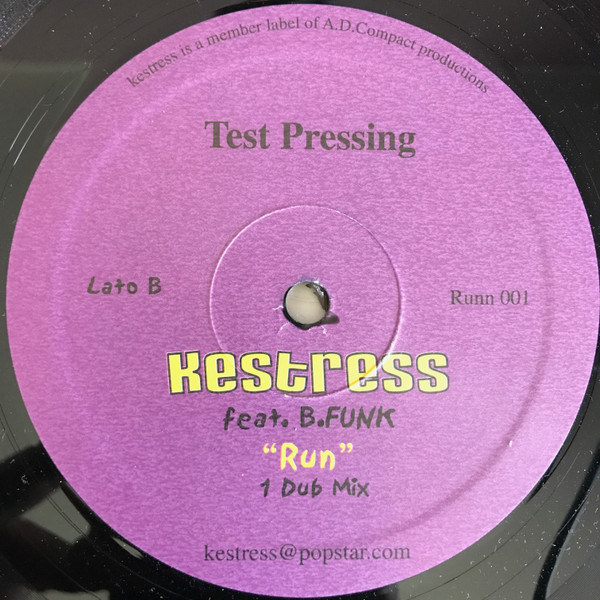 kestress is a member label of A.D.Compact productions
Test Pressing
Lato B
Runn 001
Kestress
feat. B.FUNK
“Run”
1 Dub Mix
kestress@popstar.com